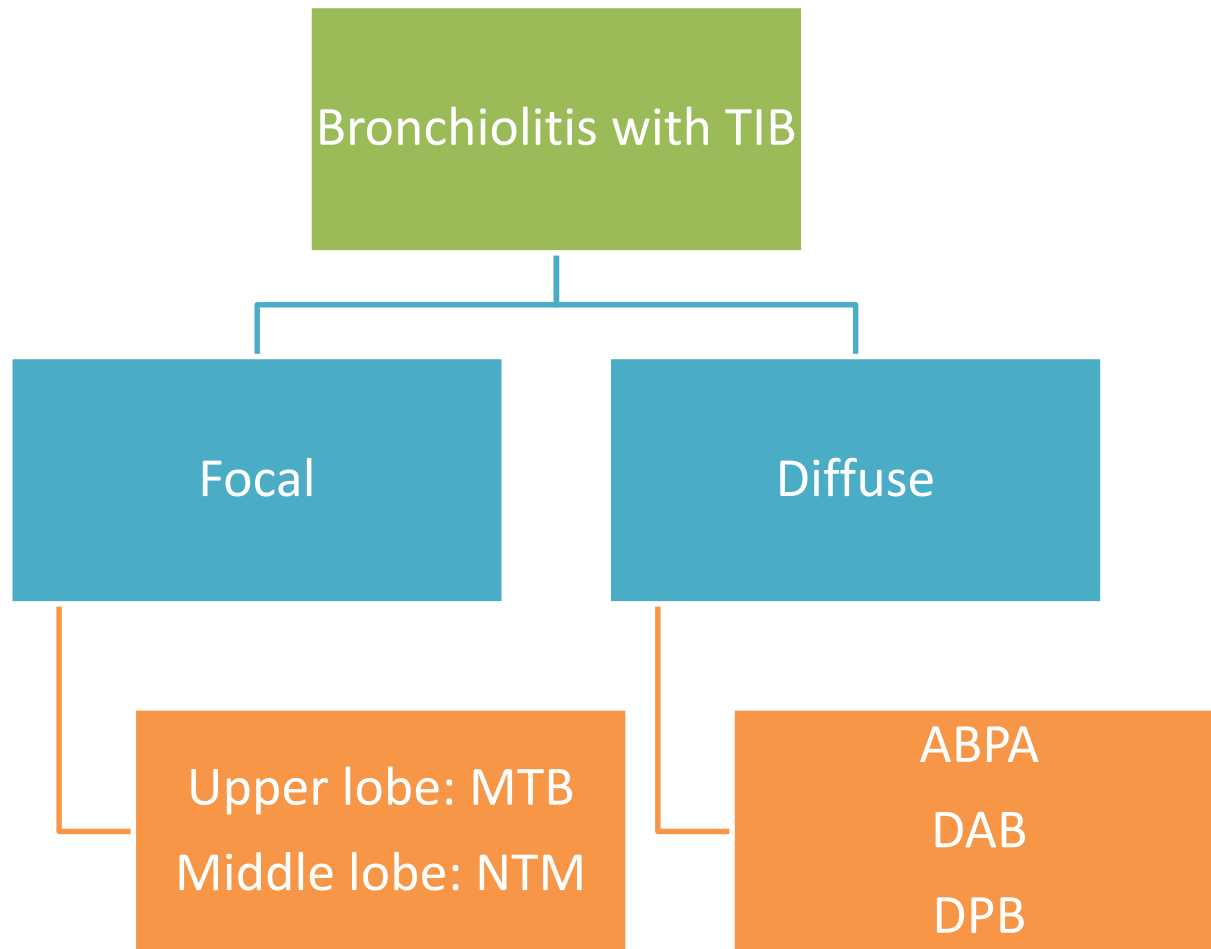 Bronchiolitis with TIB
Focal
Diffuse
Upper lobe: MTB
Middle lobe: NTM
ABPA
DAB
DPB